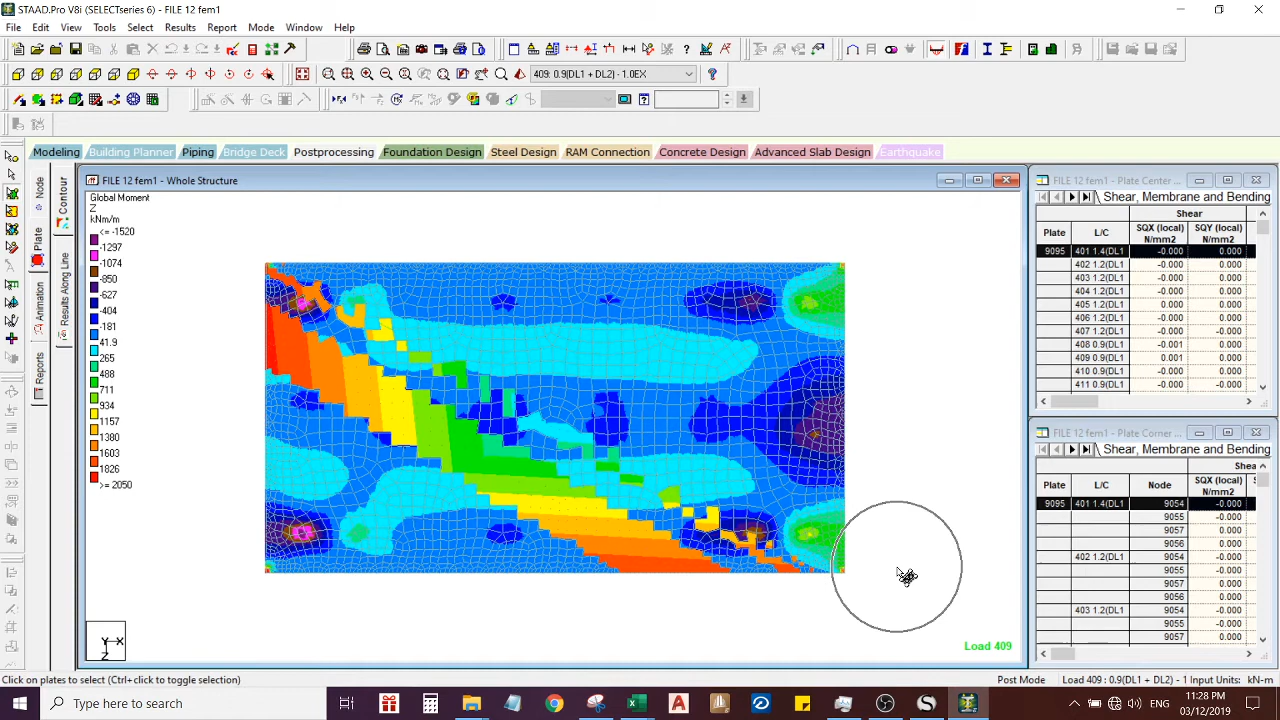 STAAD.Pro V8i (SELECTseries 6) - FILE 12 fem1
File Edit View Tools Select Results Report Mode Window Help
409: 0.9(DL1 + DL2) - 1.0EX
Modeling Building Planner Piping Bridge Deck Postprocessing Foundation Design Steel Design RAM Connection Concrete Design Advanced Slab Design Earthquake
Node
Plate
Animation
Reports
Contour
Results Along Line
FILE 12 fem1 - Whole Structure
Global Moment
Z
kNm/m
<= -1520
-1297
-1074
-850
-627
-404
-181
41.9
265
488
711
934
1157
1380
1603
1826
>= 2050
Y X
Z
Load 409
FILE 12 fem1 - Plate Center ...
Shear, Membrane and Bending
Shear
Plate L/C SQX (local) N/mm2 SQY (local) N/mm2
9095 401 1.4(DL1 -0.000 0.000
402 1.2(DL1 -0.000 0.000
403 1.2(DL1 -0.000 0.000
404 1.2(DL1 -0.000 0.000
405 1.2(DL1 0.000 0.000
406 1.2(DL1 -0.000 0.000
407 1.2(DL1 -0.000 -0.000
408 0.9(DL1 -0.001 0.000
409 0.9(DL1 0.001 0.000
410 0.9(DL1 -0.000 0.000
411 0.9(DL1 -0.000 -0.000
FILE 12 fem1 - Plate Corner ...
Shear, Membrane and Bending
Shea
Plate L/C Node SQX (local) N/mm2
9095 401 1.4(DL1 9054 -0.000
9055 -0.000
9057 0.000
9056 0.000
402 1.2(DL1 9054 -0.000
9055 -0.000
9057 0.000
9056 0.000
403 1.2(DL1 9054 -0.000
9055 -0.000
9057 0.000
Click on plates to select (Ctrl+click to toggle selection)
Post Mode
Load 409 : 0.9(DL1 + DL2) - 1 Input Units: kN-m
Type here to search
ENG
11:28 PM
03/12/2019